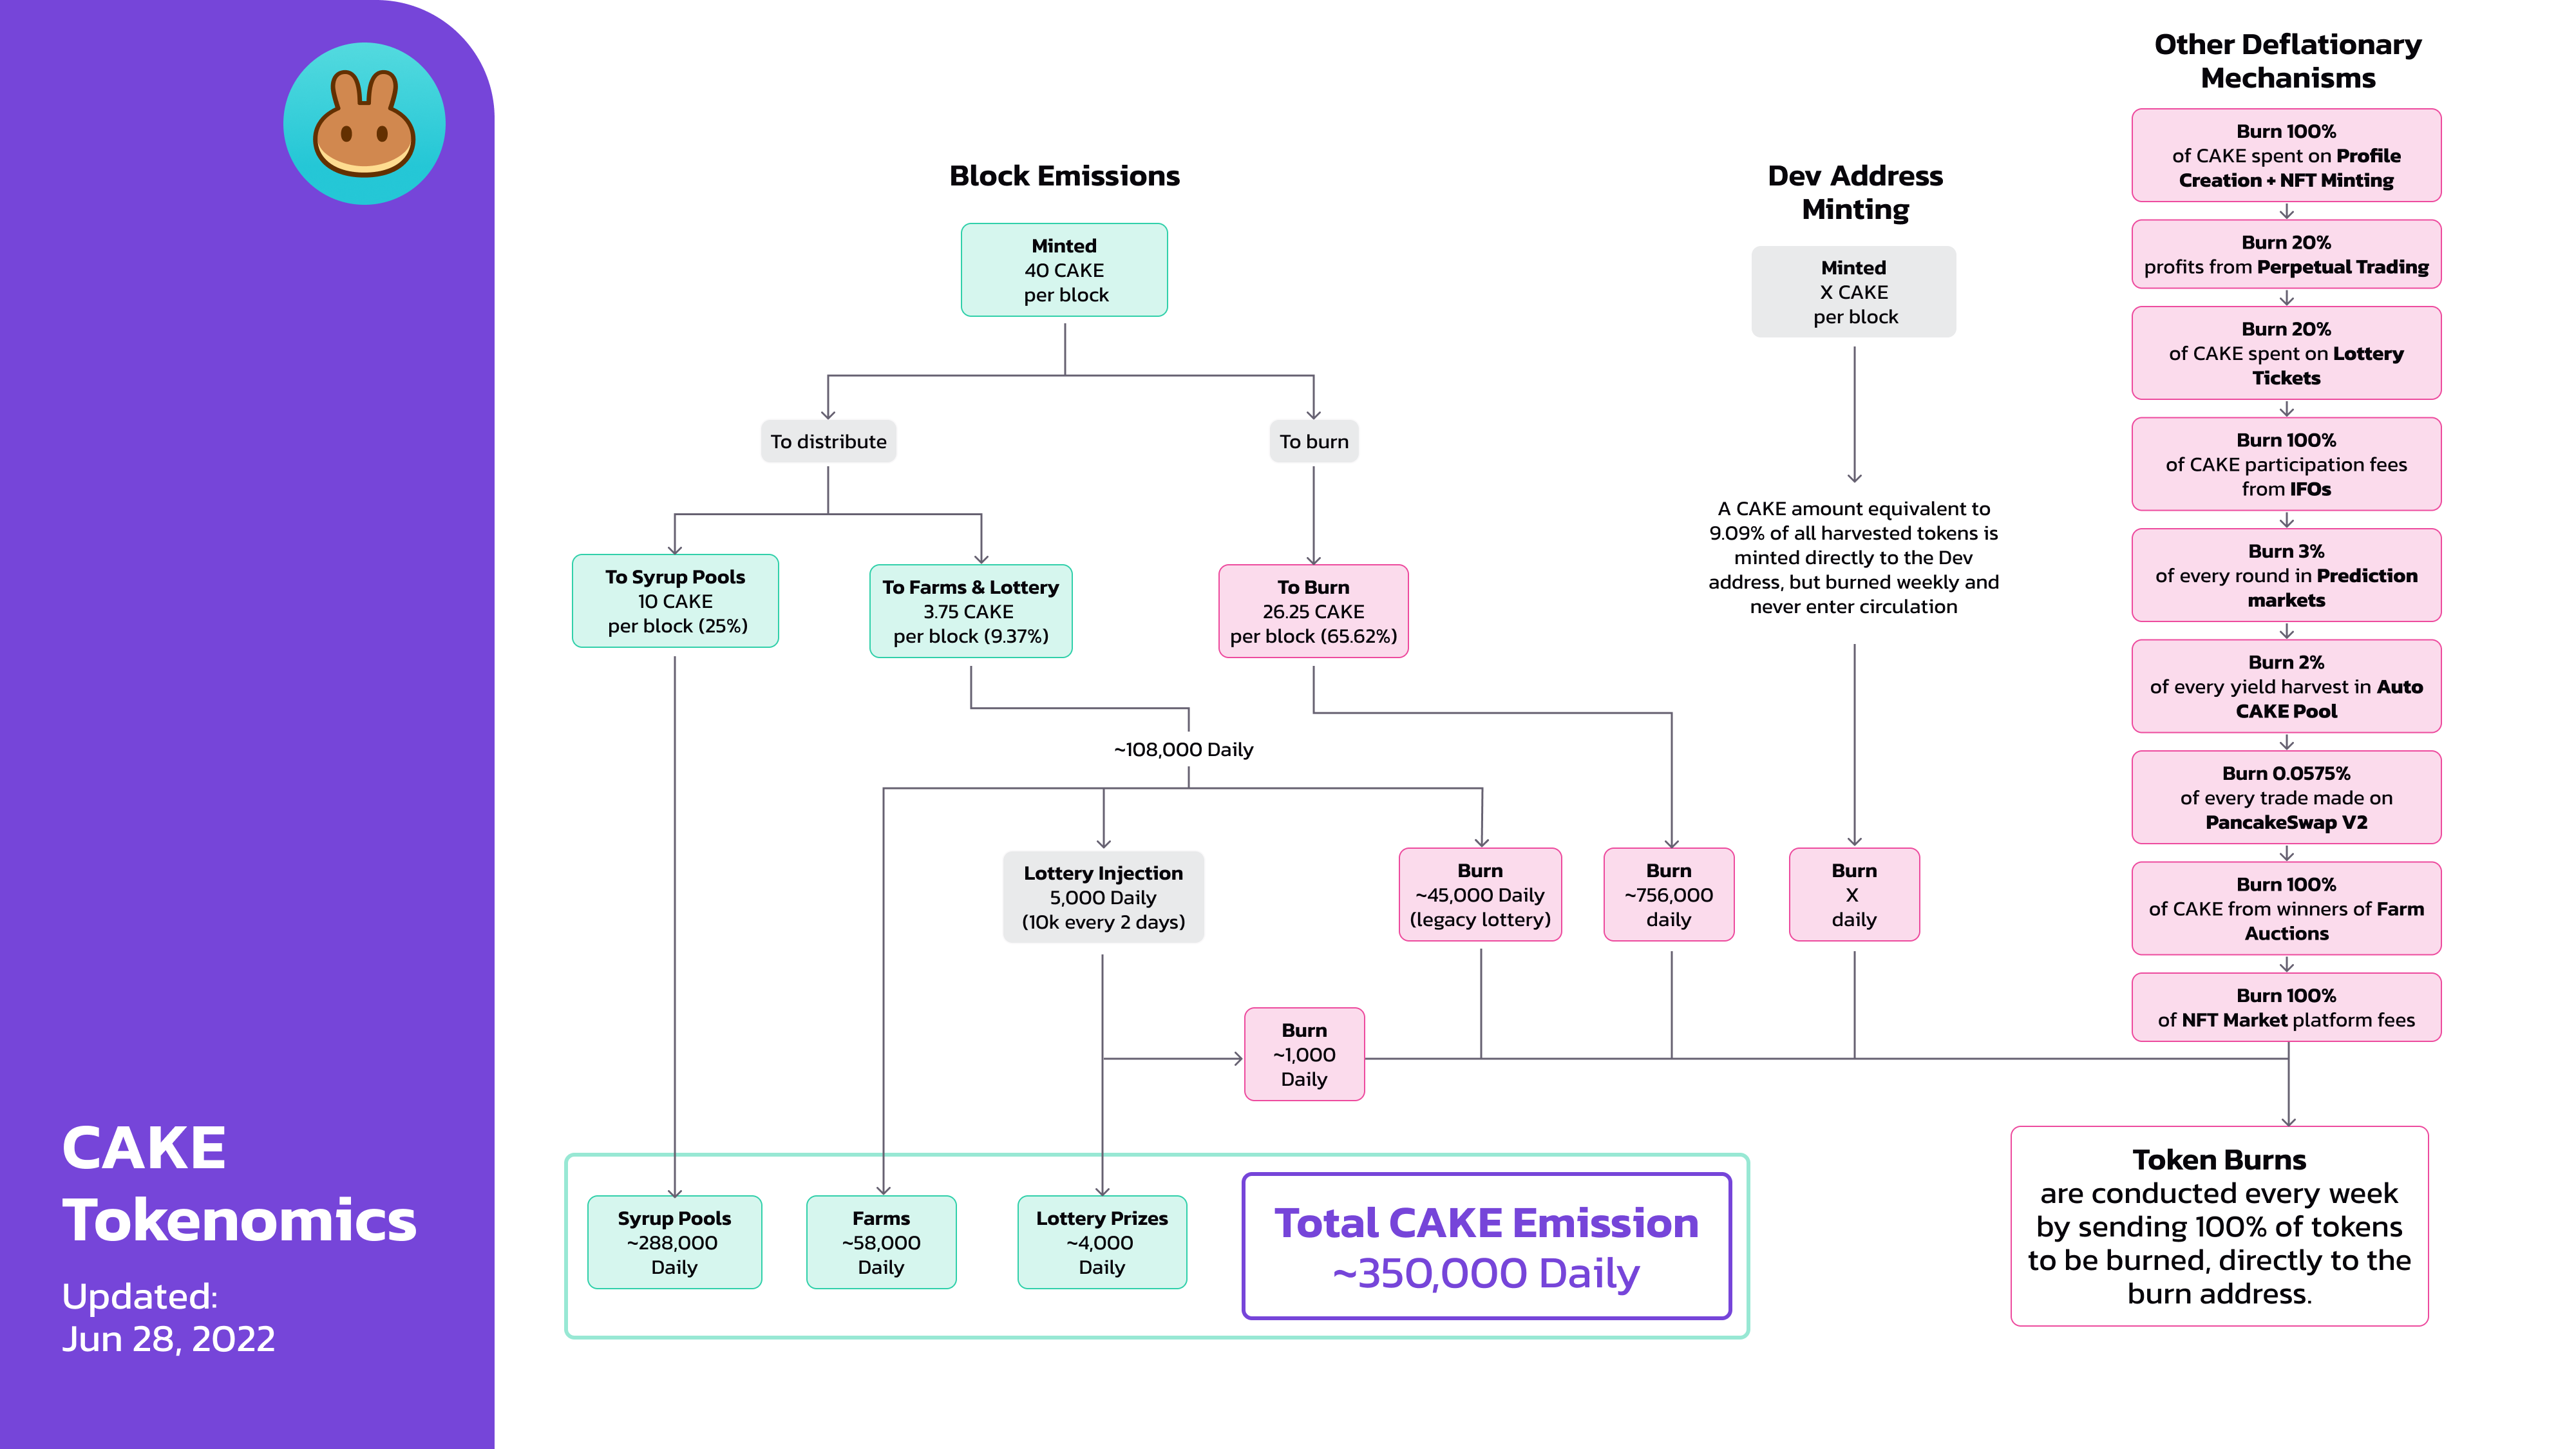 CAKE
Tokenomics
Updated:
Jun 28, 2022
Block Emissions
Minted
40 CAKE
per block
To distribute
To burn
To Syrup Pools
10 CAKE
per block (25%)
To Farms & Lottery
3.75 CAKE
per block (9.37%)
To Burn
26.25 CAKE
per block (65.62%)
~108,000 Daily
Lottery Injection
5,000 Daily
(10k every 2 days)
Burn
~45,000 Daily
(legacy lottery)
Burn
~756,000
daily
Burn
~1,000
Daily
Syrup Pools
~288,000
Daily
Farms
~58,000
Daily
Lottery Prizes
~4,000
Daily
Total CAKE Emission
~350,000 Daily
Dev Address
Minting
Minted
X CAKE
per block
A CAKE amount equivalent to
9.09% of all harvested tokens is
minted directly to the Dev
address, but burned weekly and
never enter circulation
Burn
X
daily
Other Deflationary
Mechanisms
Burn 100%
of CAKE spent on Profile
Creation + NFT Minting
Burn 20%
profits from Perpetual Trading
Burn 20%
of CAKE spent on Lottery
Tickets
Burn 100%
of CAKE participation fees
from IFOs
Burn 3%
of every round in Prediction
markets
Burn 2%
of every yield harvest in Auto
CAKE Pool
Burn 0.0575%
of every trade made on
PancakeSwap V2
Burn 100%
of CAKE from winners of Farm
Auctions
Burn 100%
of NFT Market platform fees
Token Burns
are conducted every week
by sending 100% of tokens
to be burned, directly to the
burn address.